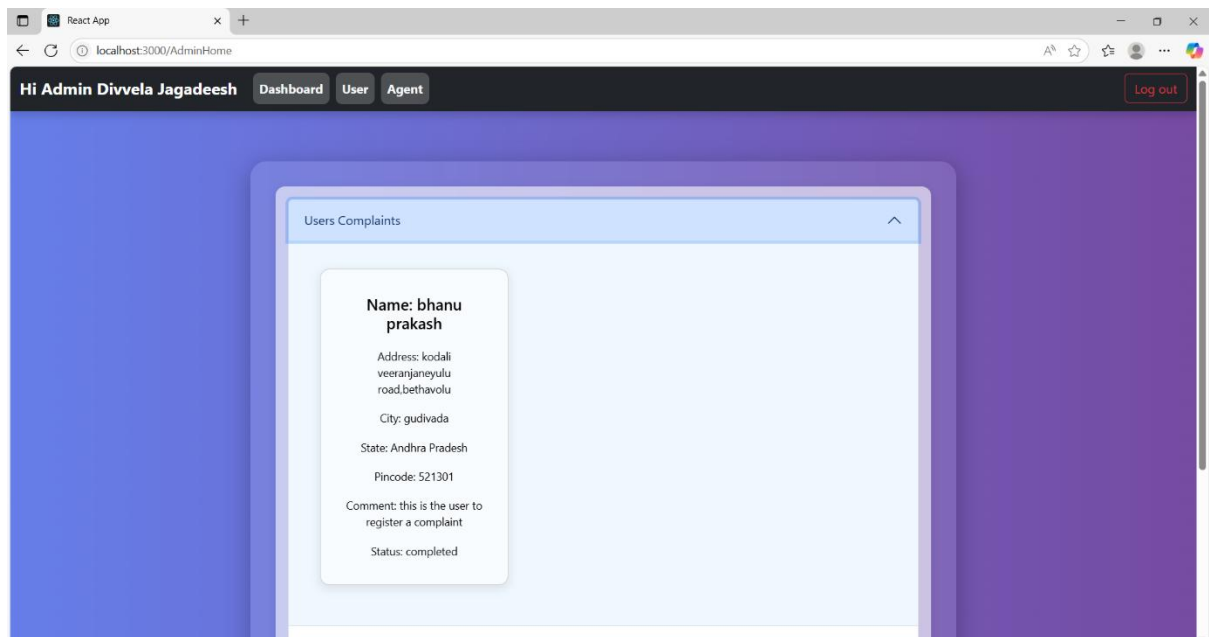 React App
localhost:3000/AdminHome
Hi Admin Divvela Jagadeesh Dashboard User Agent Log out
Users Complaints
Name: bhanu
prakash
Address: kodali
veeranjaneyulu
road,bethavolu
City: gudivada
State: Andhra Pradesh
Pincode: 521301
Comment: this is the user to
register a complaint
Status: completed